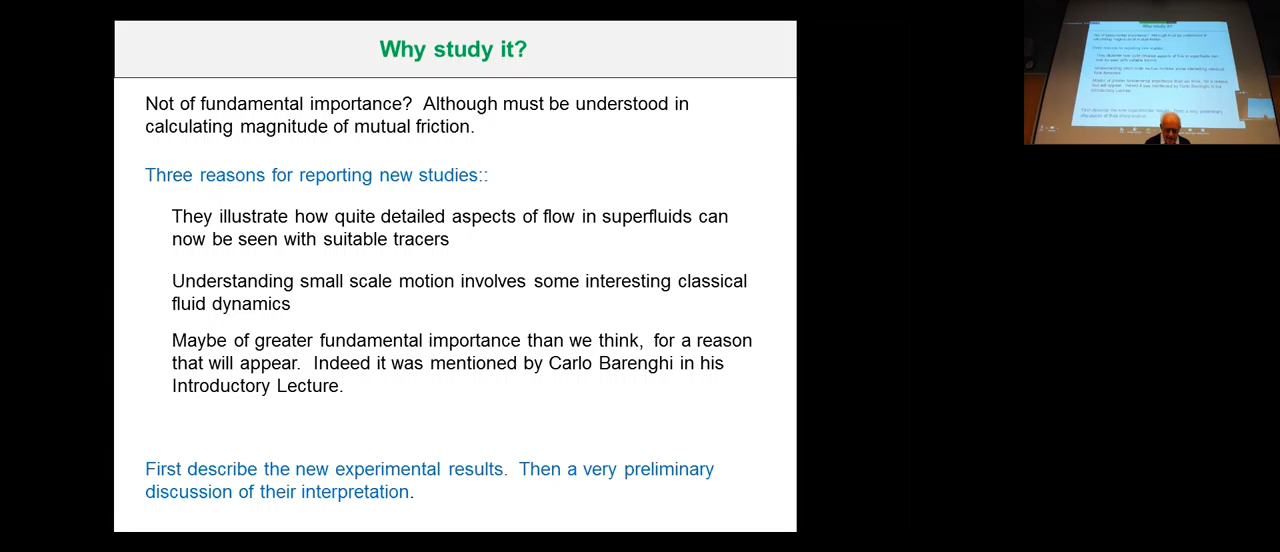 Why study it?
Not of fundamental importance?  Although must be understood in
calculating magnitude of mutual friction.
Three reasons for reporting new studies::
They illustrate how quite detailed aspects of flow in superfluids can
now be seen with suitable tracers
Understanding small scale motion involves some interesting classical
fluid dynamics
Maybe of greater fundamental importance than we think,  for a reason
that will appear.  Indeed it was mentioned by Carlo Barenghi in his
Introductory Lecture.
First describe the new experimental results.  Then a very preliminary
discussion of their interpretation.